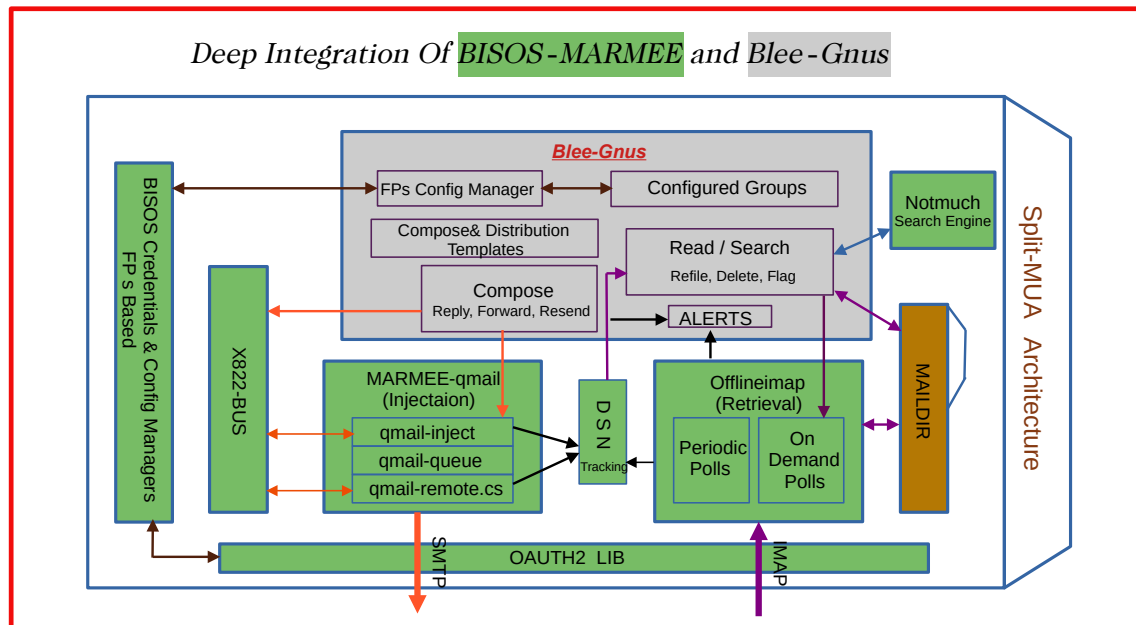 Deep Integration Of BISOS-MARMEE and Blee-Gnus
Blee-Gnus
FPs Config Manager
Configured Groups
Compose& Distribution
Templates
Read / Search
Refile, Delete, Flag
Compose
Reply, Forward, Resend
ALERTS
Notmuch
Search Engine
BISOS Credentials & Config Managers
FP s Based
X822-BUS
MARMEE-qmail
(Injectaion)
qmail-inject
qmail-queue
qmail-remote.cs
DSN
Tracking
Offlineimap
(Retrieval)
Periodic
Polls
On
Demand
Polls
MAILDIR
Split-MUA Architecture
OAUTH2 LIB
SMTP
IMAP